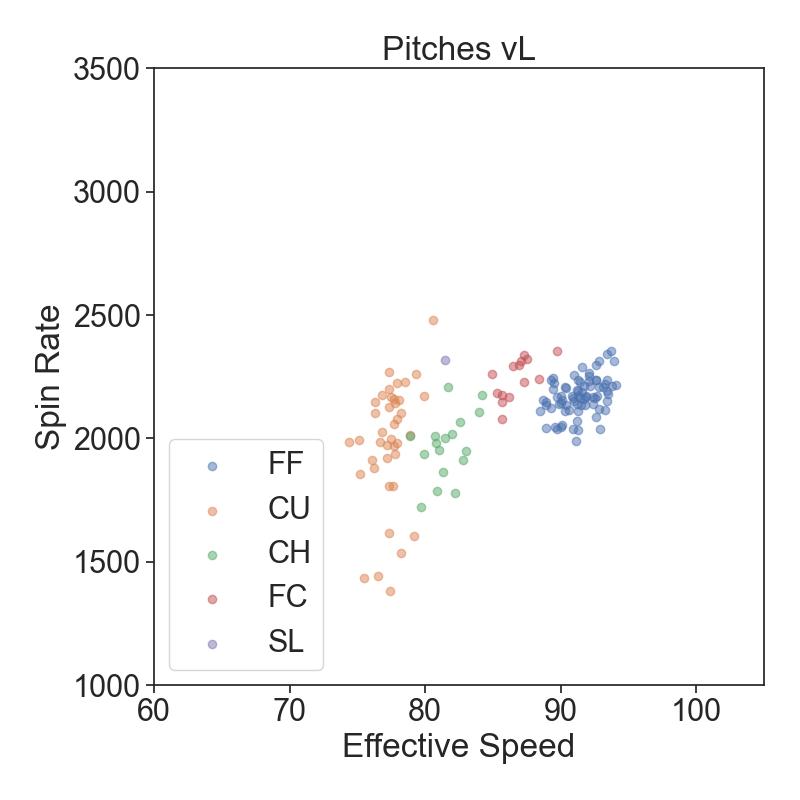 Pitches vL
3500
3000
2500
2000
1500
1000
Spin Rate
FF
CU
CH
FC
SL
60 70 80 90 100
Effective Speed